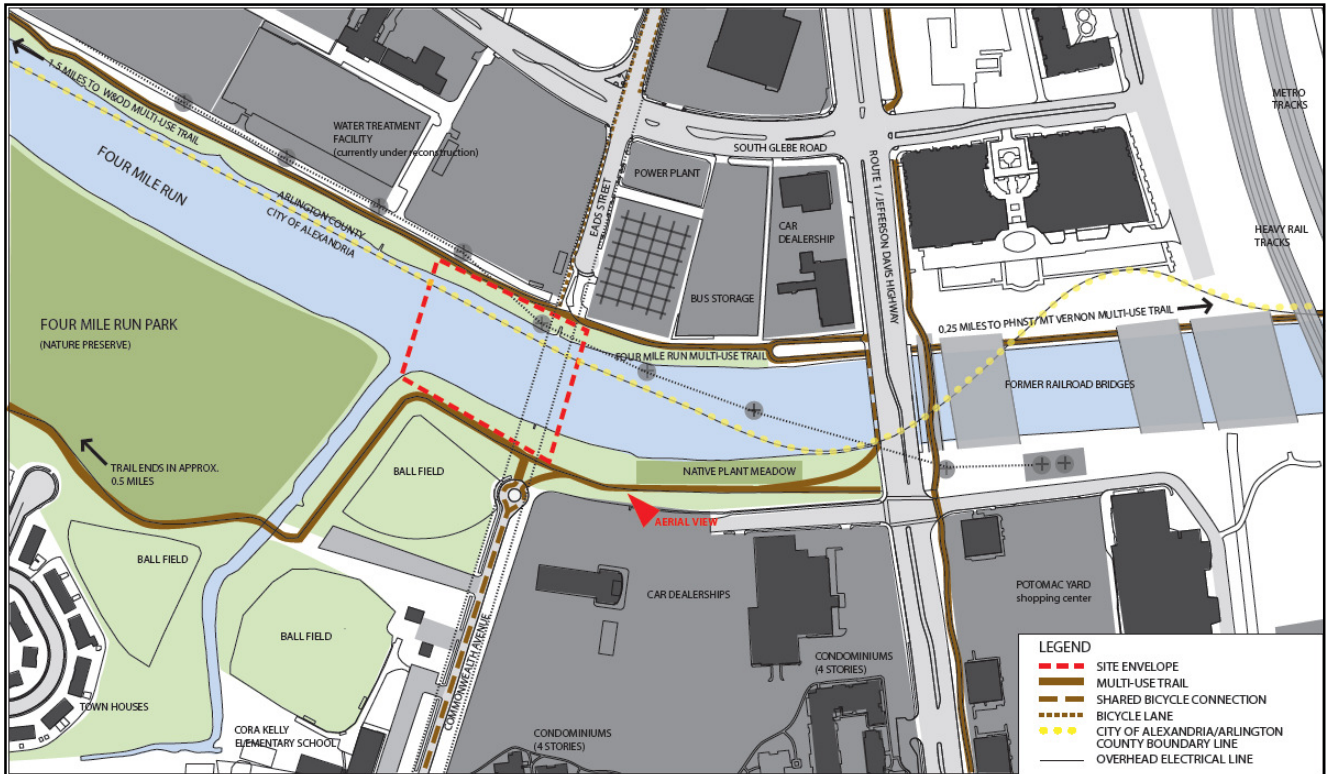 1.5 MILES TO W&OD MULTI-USE TRAIL
FOUR MILE RUN
WATER TREATMENT
FACILITY
(currently under reconstruction)
ARLINGTON COUNTY
CITY OF ALEXANDRIA
EADS STREET
SOUTH GLEBE ROAD
POWER PLANT
BUS STORAGE
CAR
DEALERSHIP
ROUTE 1 / JEFFERSON DAVIS HIGHWAY
METRO
TRACKS
HEAVY RAIL
TRACKS
0.25 MILES TO PHNST/ MT VERNON MULTI-USE TRAIL
FOUR MILE RUN PARK
(NATURE PRESERVE)
FOUR MILE RUN MULTI-USE TRAIL
FORMER RAILROAD BRIDGES
TRAIL ENDS IN APPROX.
0.5 MILES
BALL FIELD
NATIVE PLANT MEADOW
AERIAL VIEW
BALL FIELD
BALL FIELD
CAR DEALERSHIPS
POTOMAC YARD
shopping center
COMMONWEALTH AVENUE
CONDOMINIUMS
(4 STORIES)
TOWN HOUSES
CORA KELLY
ELEMENTARY SCHOOL
CONDOMINIUMS
(4 STORIES)
LEGEND
SITE ENVELOPE
MULTI-USE TRAIL
SHARED BICYCLE CONNECTION
BICYCLE LANE
CITY OF ALEXANDRIA/ARLINGTON
COUNTY BOUNDARY LINE
OVERHEAD ELECTRICAL LINE